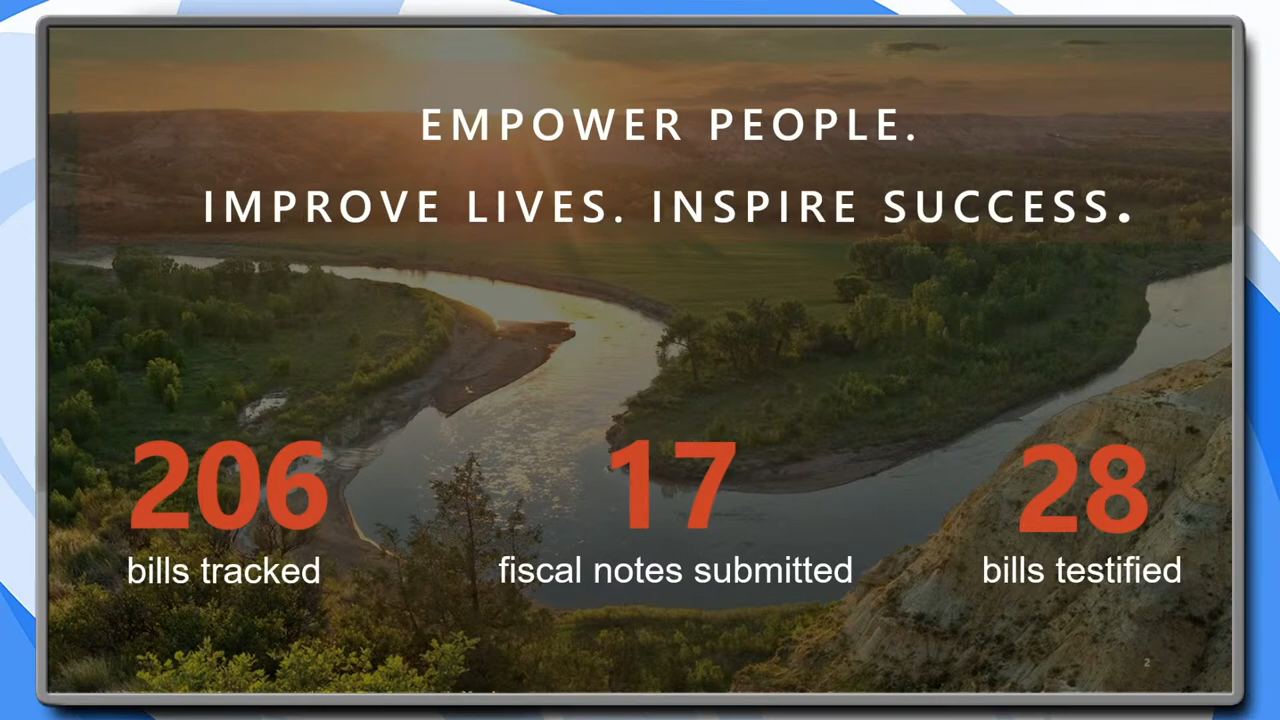 EMPOWER PEOPLE.
IMPROVE LIVES. INSPIRE SUCCESS.
206 17 28
bills tracked fiscal notes submitted bills testified
2